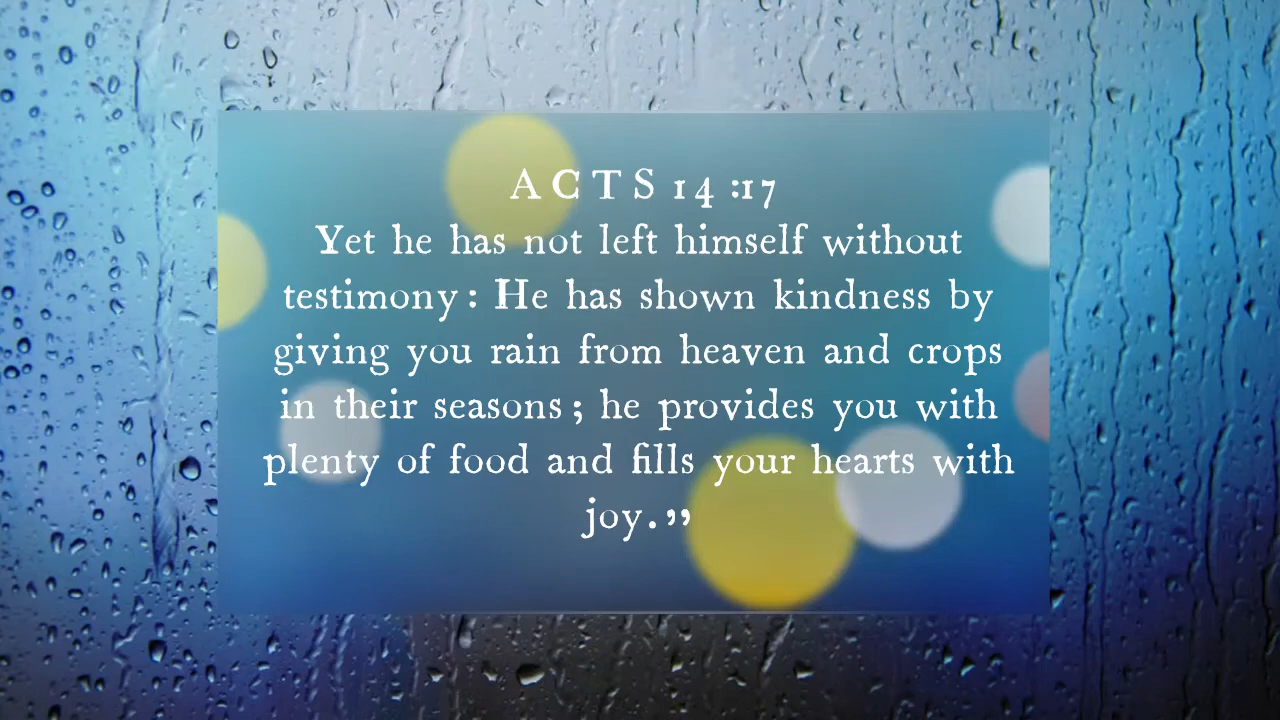 ACTS 14:17
Yet he has not left himself without
testimony: He has shown kindness by
giving you rain from heaven and crops
in their seasons; he provides you with
plenty of food and fills your hearts with
joy.”